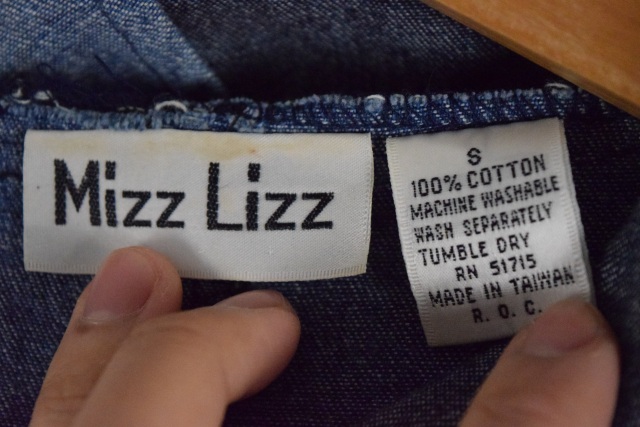 Mizz Lizz
S
100% COTTON
MACHINE WASHABLE
WASH SEPARATELY
TUMBLE DRY
RN 51715
MADE IN TAIWAN
R. O. C.